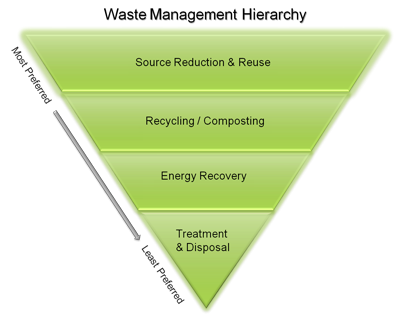 Waste Management Hierarchy
Most Preferred
Source Reduction & Reuse
Recycling / Composting
Energy Recovery
Treatment
& Disposal
Least Preferred